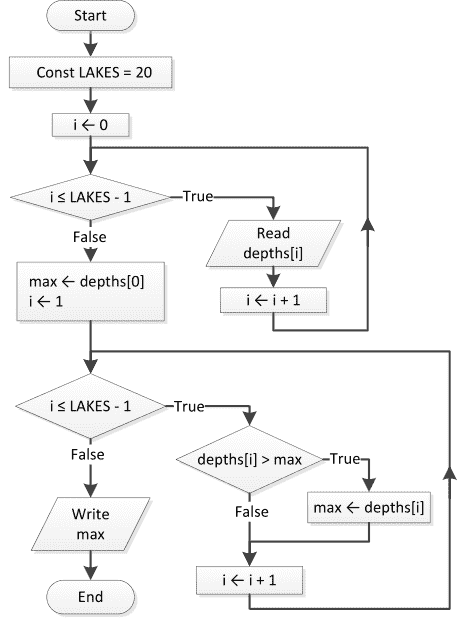 Start
Const LAKES = 20
i ← 0
i ≤ LAKES - 1
True
False
Read
depths[i]
i ← i + 1
max ← depths[0]
i ← 1
i ≤ LAKES - 1
True
False
depths[i] > max
True
False
max ← depths[i]
i ← i + 1
Write
max
End